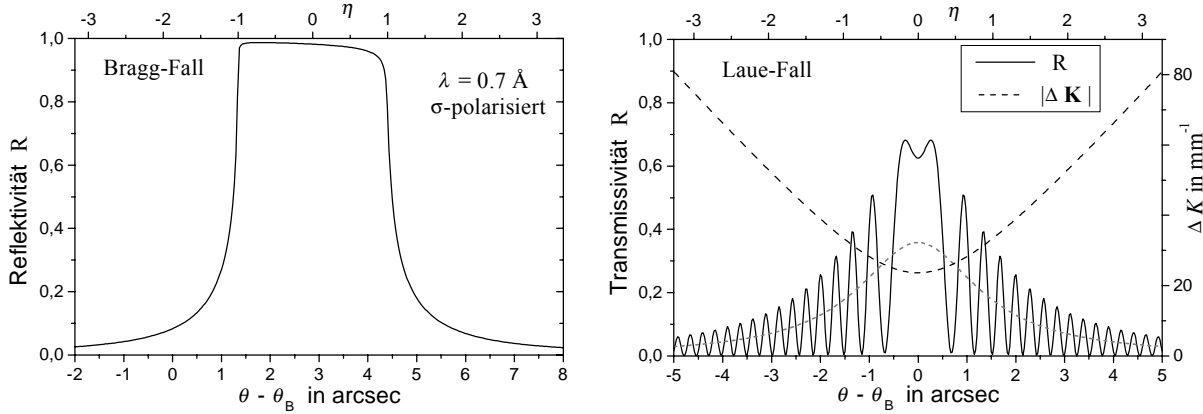 -3 -2 -1 0 η 1 2 3
1,0
0,8
0,6
0,4
0,2
0,0
Reflektivität R
Bragg-Fall
λ = 0.7 Å
σ-polarisiert
-2 -1 0 1 2 3 4 5 6 7 8
θ - θB in arcsec
-3 -2 -1 0 η 1 2 3
1,0
0,8
0,6
0,4
0,2
0,0
Transmissivität R
Laue-Fall
R
|Δ K |
80
60
40
20
0
Δ K in mm-1
-5 -4 -3 -2 -1 0 1 2 3 4 5
θ - θB in arcsec